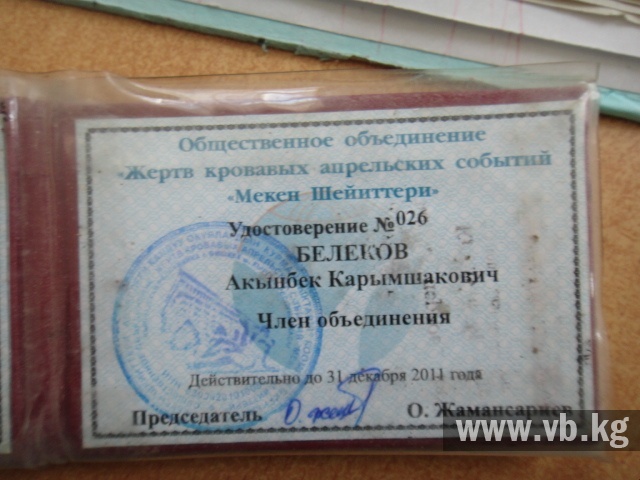 Общественное объединение
«Жертв кровавых апрельских событий
«Мекен Шейиттери»
Удостоверение №026
БЕЛЕКОВ
Акынбек Карымшакович
Член объединения
Действительно до 31 декабря 2011 года
Председатель О. Жамансариев
www.vb.kg